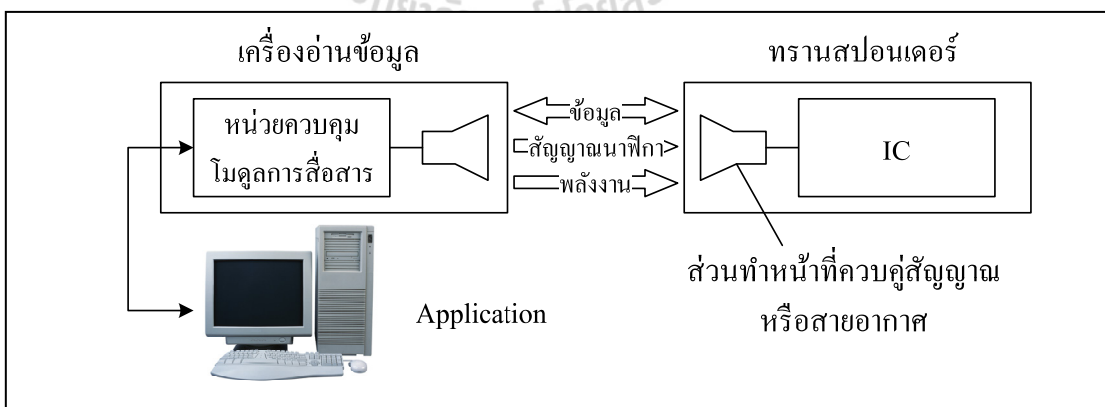 เครื่องอ่านข้อมูล
ทรานสปอนเดอร์
หน่วยควบคุม
โมดูลการสื่อสาร
ข้อมูล
สัญญาณนาฬิกา
พลังงาน
IC
ส่วนทำหน้าที่ควบคู่สัญญาณ
หรือสายอากาศ
Application